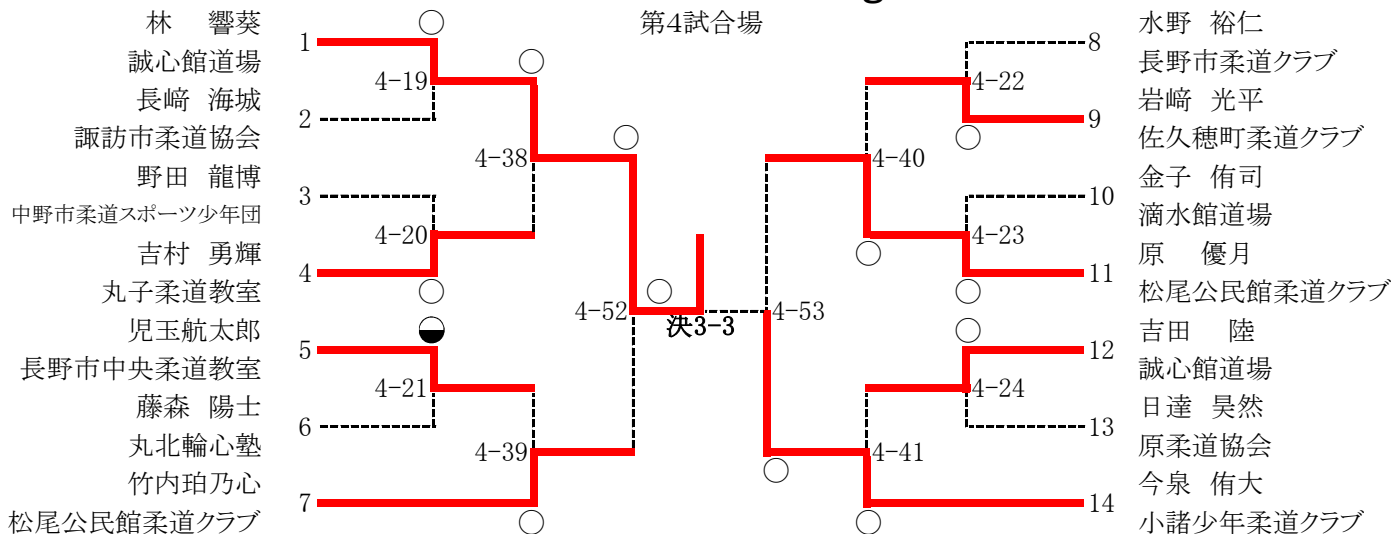 第4試合場
林 響葵
1
誠心館道場
4-19
長﨑 海城
2
諏訪市柔道協会
4-38
野田 龍博
3
中野市柔道スポーツ少年団
4-20
吉村 勇輝
4
丸子柔道教室
4-52
児玉航太郎
5
長野市中央柔道教室
4-21
藤森 陽士
6
丸北輪心塾
4-39
竹内珀乃心
7
松尾公民館柔道クラブ
決3-3
水野 裕仁
8
長野市柔道クラブ
4-22
岩﨑 光平
9
佐久穂町柔道クラブ
4-40
金子 侑司
10
滴水館道場
4-23
原 優月
11
松尾公民館柔道クラブ
4-53
吉田 陸
12
誠心館道場
4-24
日達 昊然
13
原柔道協会
4-41
今泉 侑大
14
小諸少年柔道クラブ